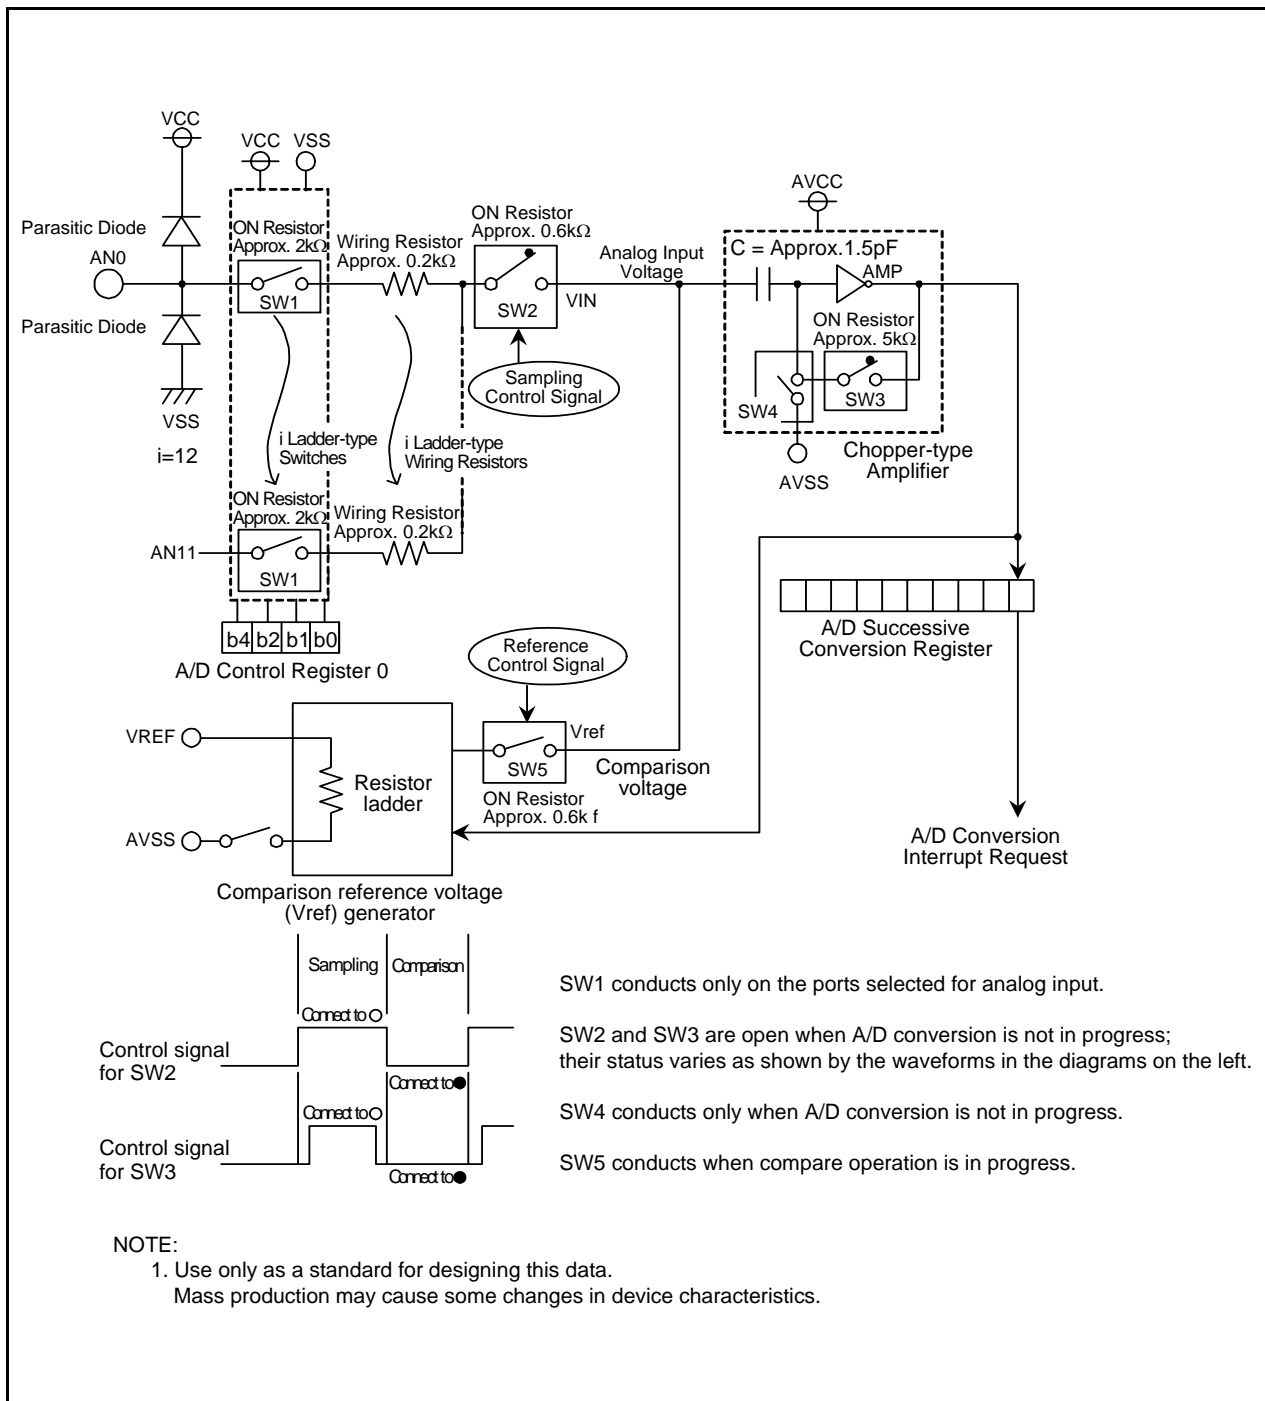 VCC
VCC
VSS
AVCC
Parasitic Diode
AN0
Parasitic Diode
VSS
i=12
ON Resistor
Approx. 2kΩ
SW1
Wiring Resistor
Approx. 0.2kΩ
ON Resistor
Approx. 0.6kΩ
SW2
VIN
Analog Input
Voltage
C = Approx.1.5pF
AMP
ON Resistor
Approx. 5kΩ
SW3
SW4
AVSS
Chopper-type
Amplifier
Sampling
Control Signal
i Ladder-type
Switches
i Ladder-type
Wiring Resistors
ON Resistor
Approx. 2kΩ
Wiring Resistor
Approx. 0.2kΩ
AN11
SW1
b4 b2 b1 b0
A/D Control Register 0
A/D Successive
Conversion Register
Reference
Control Signal
VREF
AVSS
Resistor
ladder
Vref
SW5
ON Resistor
Approx. 0.6k f
Comparison
voltage
A/D Conversion
Interrupt Request
Comparison reference voltage
(Vref) generator
Sampling
Comparison
Connect to
Control signal
for SW2
Connect to
Connect to
Control signal
for SW3
Connect to
SW1 conducts only on the ports selected for analog input.
SW2 and SW3 are open when A/D conversion is not in progress;
their status varies as shown by the waveforms in the diagrams on the left.
SW4 conducts only when A/D conversion is not in progress.
SW5 conducts when compare operation is in progress.
NOTE:
1. Use only as a standard for designing this data.
Mass production may cause some changes in device characteristics.